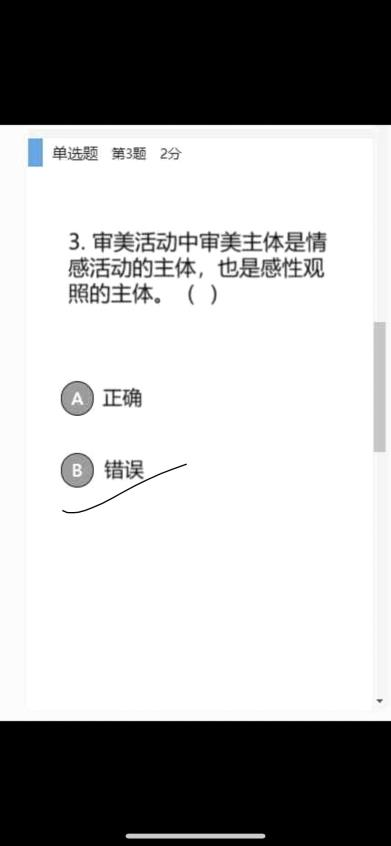 单选题 第3题 2分
3. 审美活动中审美主体是情
感活动的主体，也是感性观
照的主体。（ ）
A 正确
B 错误